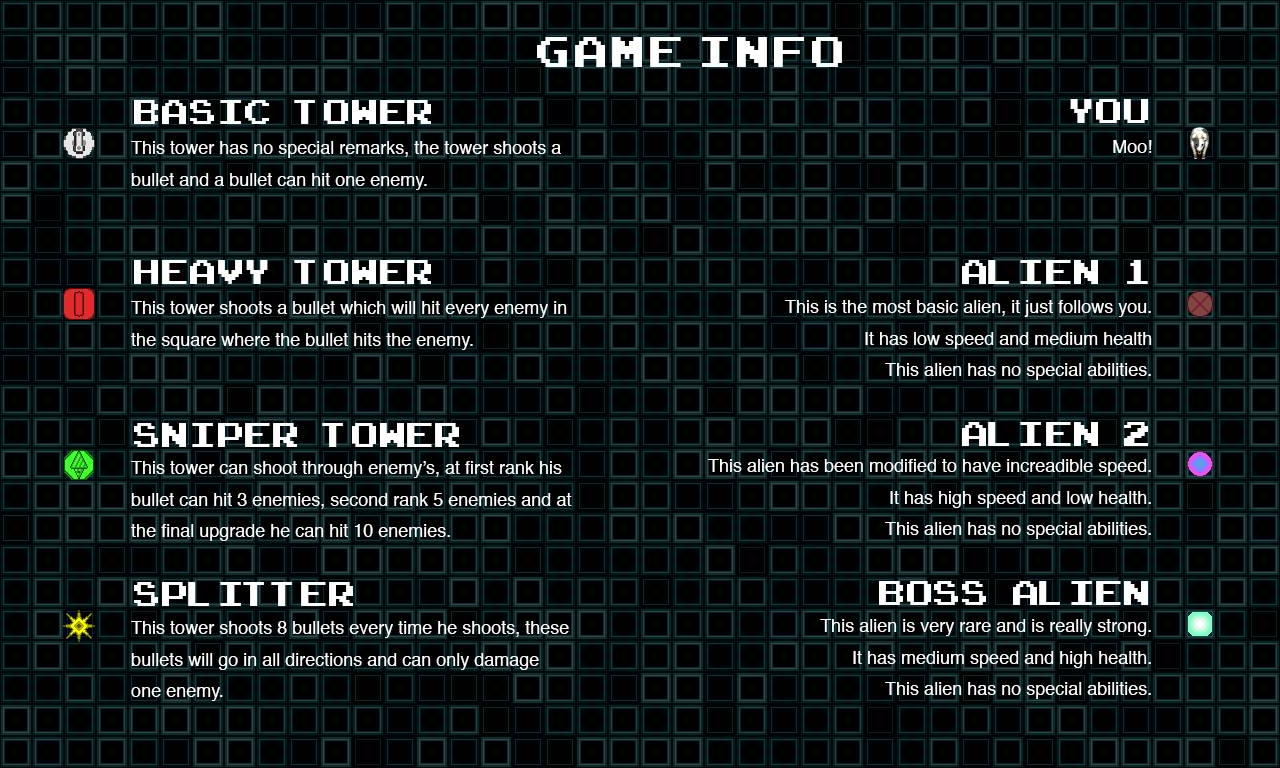 GAME INFO
BASIC TOWER
This tower has no special remarks, the tower shoots a
bullet and a bullet can hit one enemy.
HEAVY TOWER
This tower shoots a bullet which will hit every enemy in
the square where the bullet hits the enemy.
SNIPER TOWER
This tower can shoot through enemy's, at first rank his
bullet can hit 3 enemies, second rank 5 enemies and at
the final upgrade he can hit 10 enemies.
SPLITTER
This tower shoots 8 bullets every time he shoots, these
bullets will go in all directions and can only damage
one enemy.
YOU
Moo!
ALIEN 1
This is the most basic alien, it just follows you.
It has low speed and medium health
This alien has no special abilities.
ALIEN 2
This alien has been modified to have increadible speed.
It has high speed and low health.
This alien has no special abilities.
BOSS ALIEN
This alien is very rare and is really strong.
It has medium speed and high health.
This alien has no special abilities.